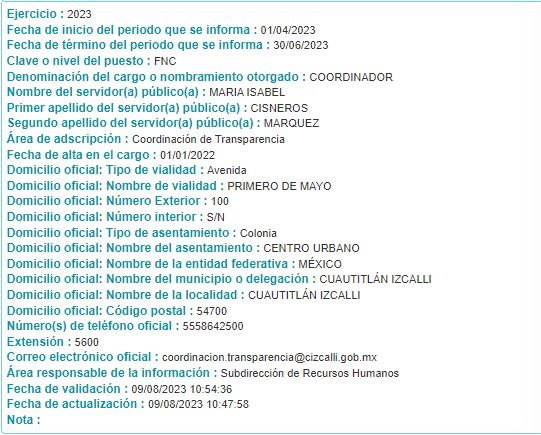 Ejercicio : 2023
Fecha de inicio del periodo que se informa : 01/04/2023
Fecha de término del periodo que se informa : 30/06/2023
Clave o nivel del puesto : FNC
Denominación del cargo o nombramiento otorgado : COORDINADOR
Nombre del servidor(a) público(a) : MARIA ISABEL
Primer apellido del servidor(a) público(a) : CISNEROS
Segundo apellido del servidor(a) público(a) : MARQUEZ
Área de adscripción : Coordinación de Transparencia
Fecha de alta en el cargo : 01/01/2022
Domicilio oficial: Tipo de vialidad : Avenida
Domicilio oficial: Nombre de vialidad : PRIMERO DE MAYO
Domicilio oficial: Número Exterior : 100
Domicilio oficial: Número interior : S/N
Domicilio oficial: Tipo de asentamiento : Colonia
Domicilio oficial: Nombre del asentamiento : CENTRO URBANO
Domicilio oficial: Nombre de la entidad federativa : MÉXICO
Domicilio oficial: Nombre del municipio o delegación : CUAUTITLÁN IZCALLI
Domicilio oficial: Nombre de la localidad : CUAUTITLÁN IZCALLI
Domicilio oficial: Código postal : 54700
Número(s) de teléfono oficial : 5558642500
Extensión : 5600
Correo electrónico oficial : coordinacion.transparencia@cizcalli.gob.mx
Área responsable de la información : Subdirección de Recursos Humanos
Fecha de validación : 09/08/2023 10:54:36
Fecha de actualización : 09/08/2023 10:47:58
Nota :